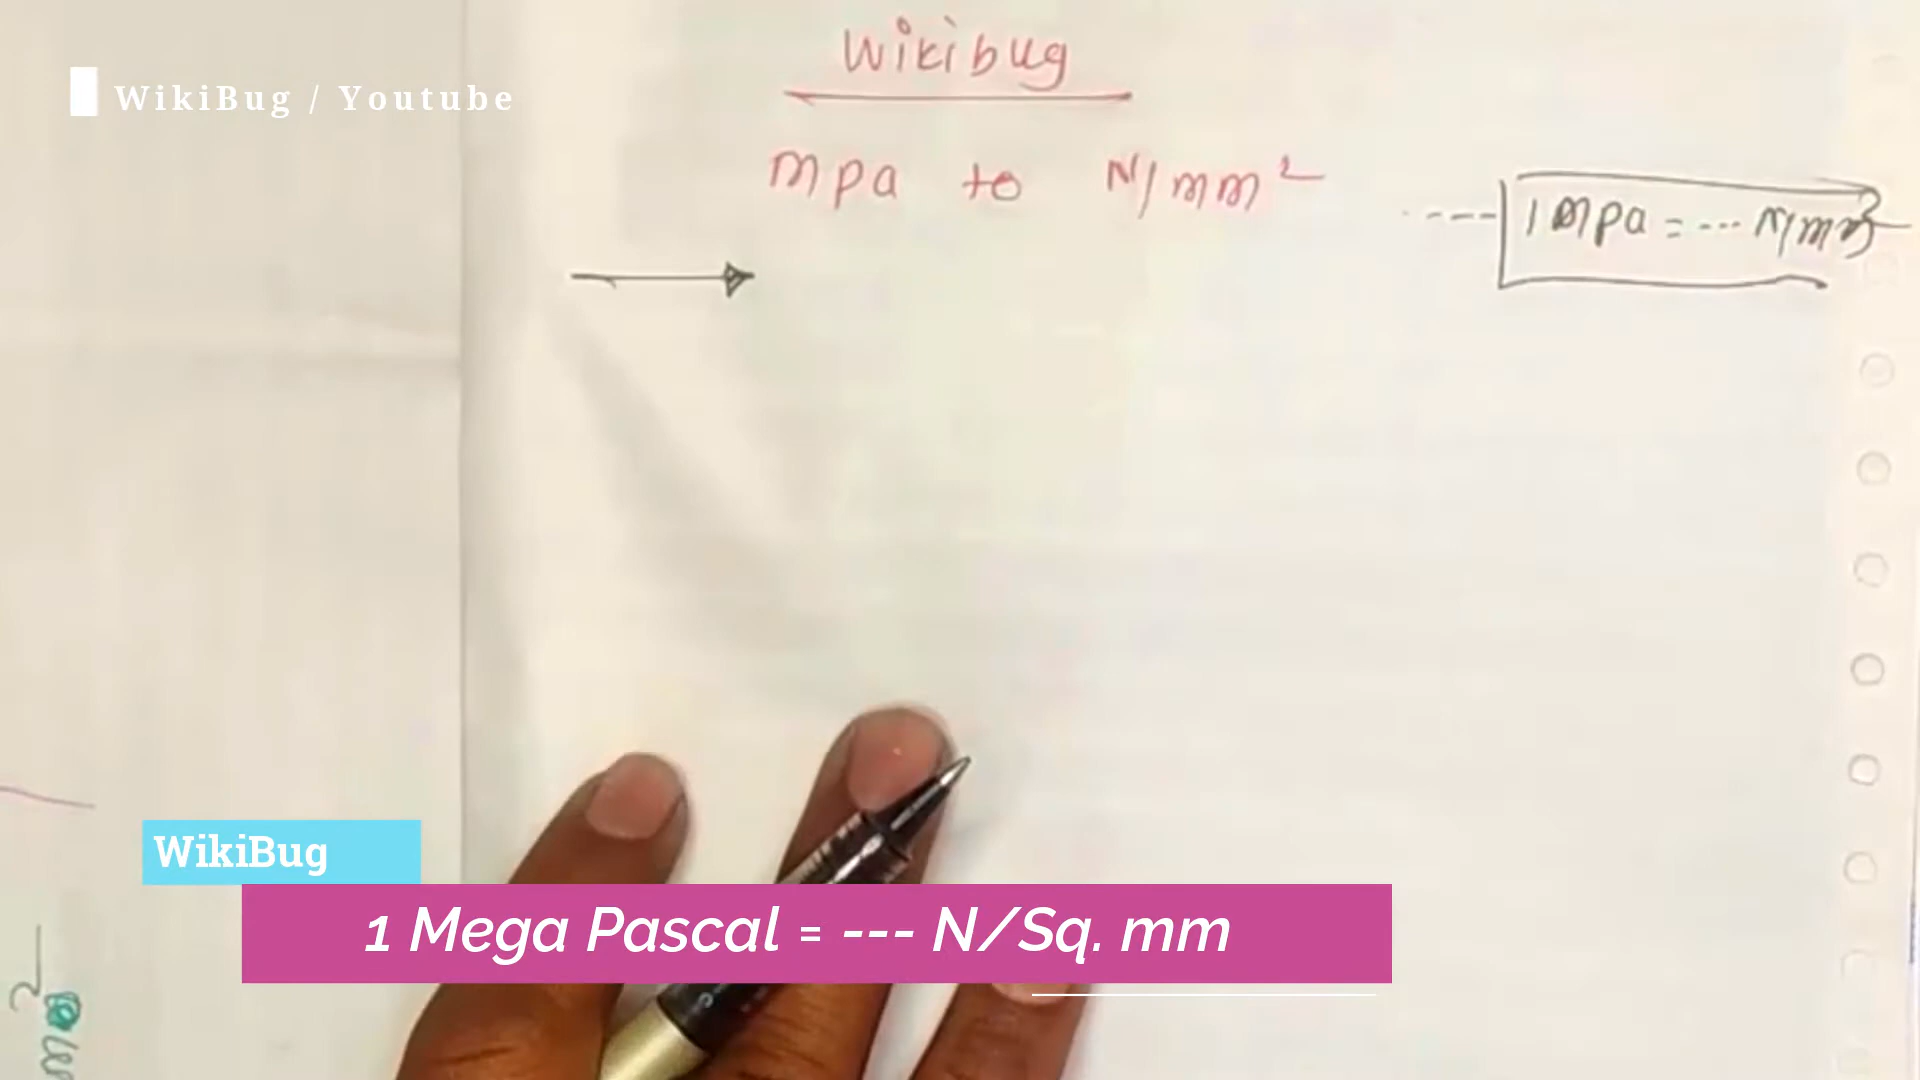 Wikibug
WikiBug / Youtube
mpa to N/mm²
1 mpa = --- N/mm²
WikiBug
1 Mega Pascal = --- N/Sq. mm